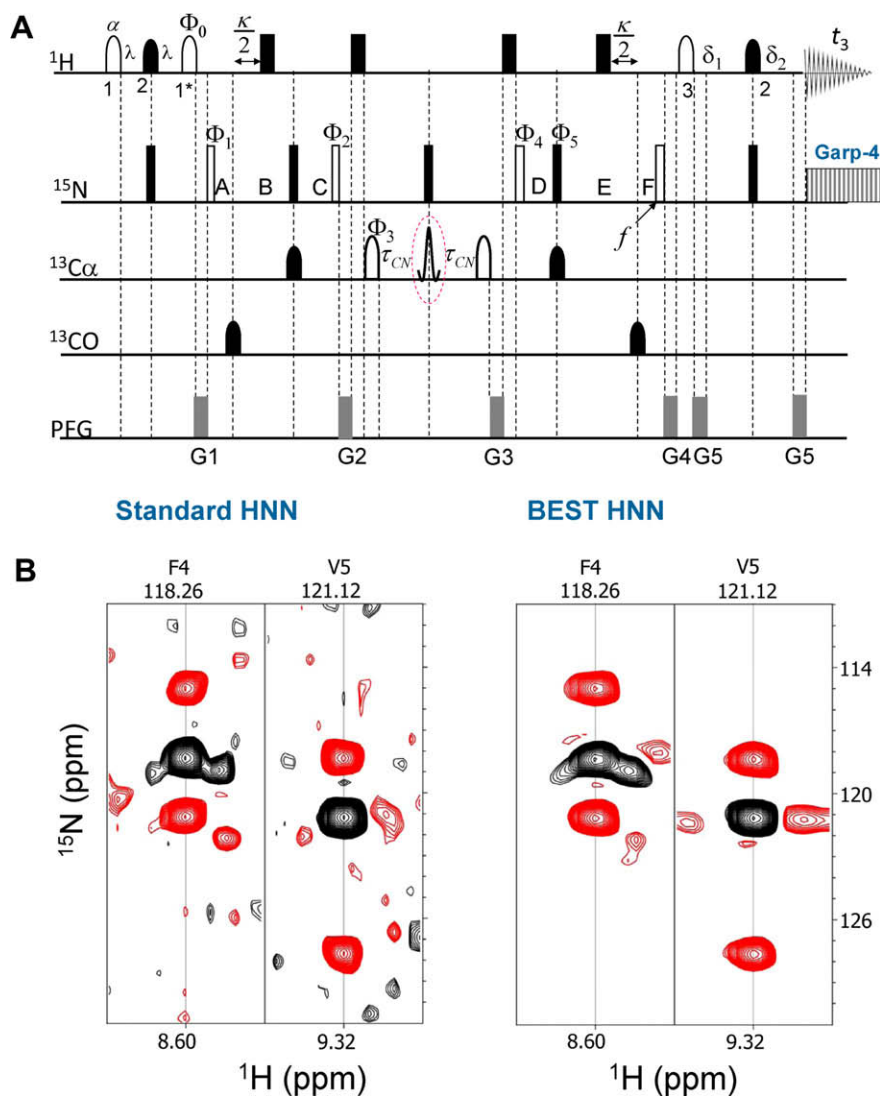 A
α λ λ Φ0 κ/2 κ/2 δ1 δ2 t3
1H
1 2 1* 3 2
Φ1 Φ2 Φ4 Φ5 Garp-4
15N A B C D E F
f
Φ3 τCN τCN
13Cα
13CO
PFG
G1 G2 G3 G4 G5 G5
Standard HNN BEST HNN
B
F4 V5 F4 V5
118.26 121.12 118.26 121.12
114
120
126
15N (ppm)
8.60 9.32 8.60 9.32
1H (ppm) 1H (ppm)